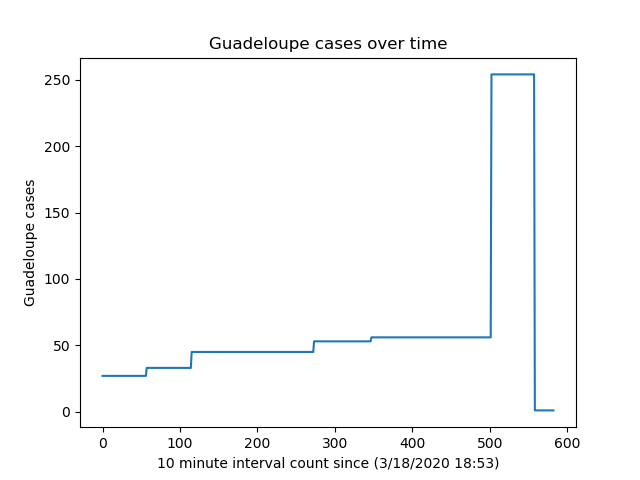 Guadeloupe cases over time
250
200
150
100
50
0
Guadeloupe cases
0 100 200 300 400 500 600
10 minute interval count since (3/18/2020 18:53)